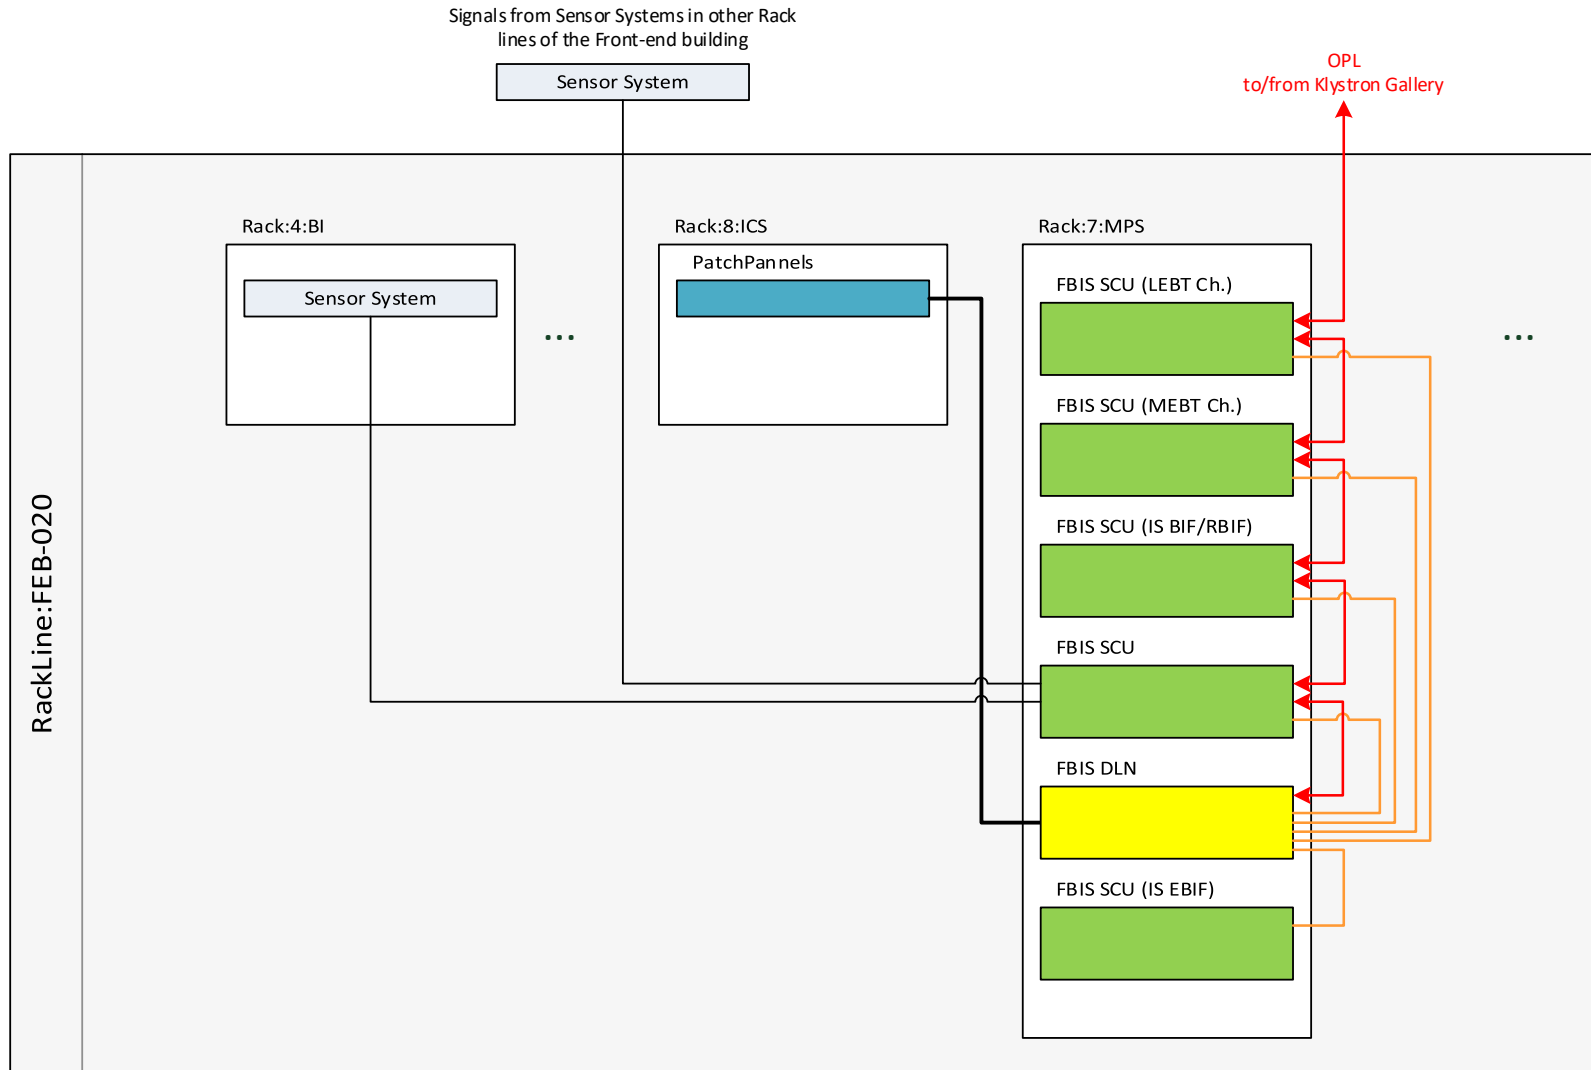 Signals from Sensor Systems in other Rack
lines of the Front-end building
Sensor System
OPL
to/from Klystron Gallery
RackLine:FEB-020
Rack:4:BI
Sensor System
...
Rack:8:ICS
PatchPannels
Rack:7:MPS
FBIS SCU (LEBT Ch.)
FBIS SCU (MEBT Ch.)
FBIS SCU (IS BIF/RBIF)
FBIS SCU
FBIS DLN
FBIS SCU (IS EBIF)
...